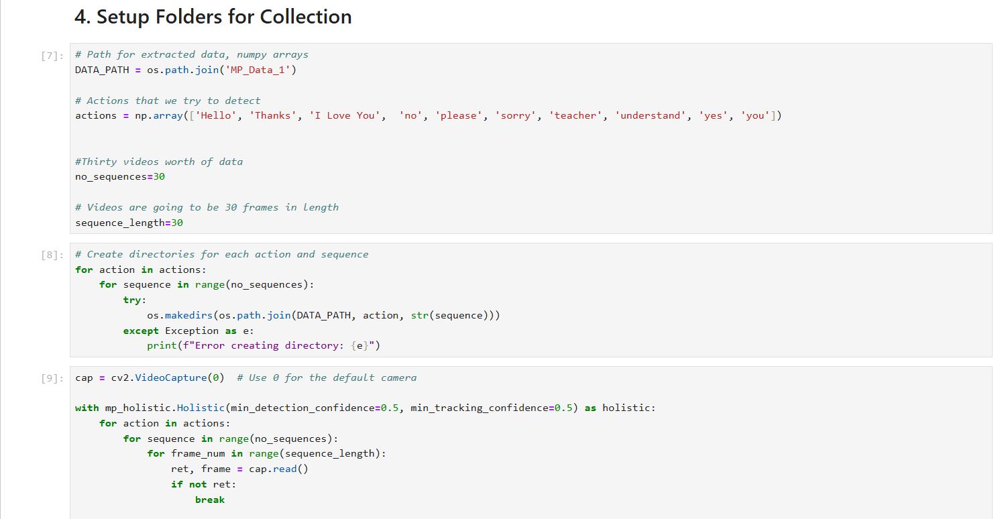 4. Setup Folders for Collection
[7]:
# Path for extracted data, numpy arrays
DATA_PATH = os.path.join('MP_Data_1')
# Actions that we try to detect
actions = np.array(['Hello', 'Thanks', 'I Love You',  'no', 'please', 'sorry', 'teacher', 'understand', 'yes', 'you'])
#Thirty videos worth of data
no_sequences=30
# Videos are going to be 30 frames in length
sequence_length=30
[8]:
# Create directories for each action and sequence
for action in actions:
    for sequence in range(no_sequences):
        try:
            os.makedirs(os.path.join(DATA_PATH, action, str(sequence)))
        except Exception as e:
            print(f"Error creating directory: {e}")
[9]:
cap = cv2.VideoCapture(0)  # Use 0 for the default camera
with mp_holistic.Holistic(min_detection_confidence=0.5, min_tracking_confidence=0.5) as holistic:
    for action in actions:
        for sequence in range(no_sequences):
            for frame_num in range(sequence_length):
                ret, frame = cap.read()
                if not ret:
                    break